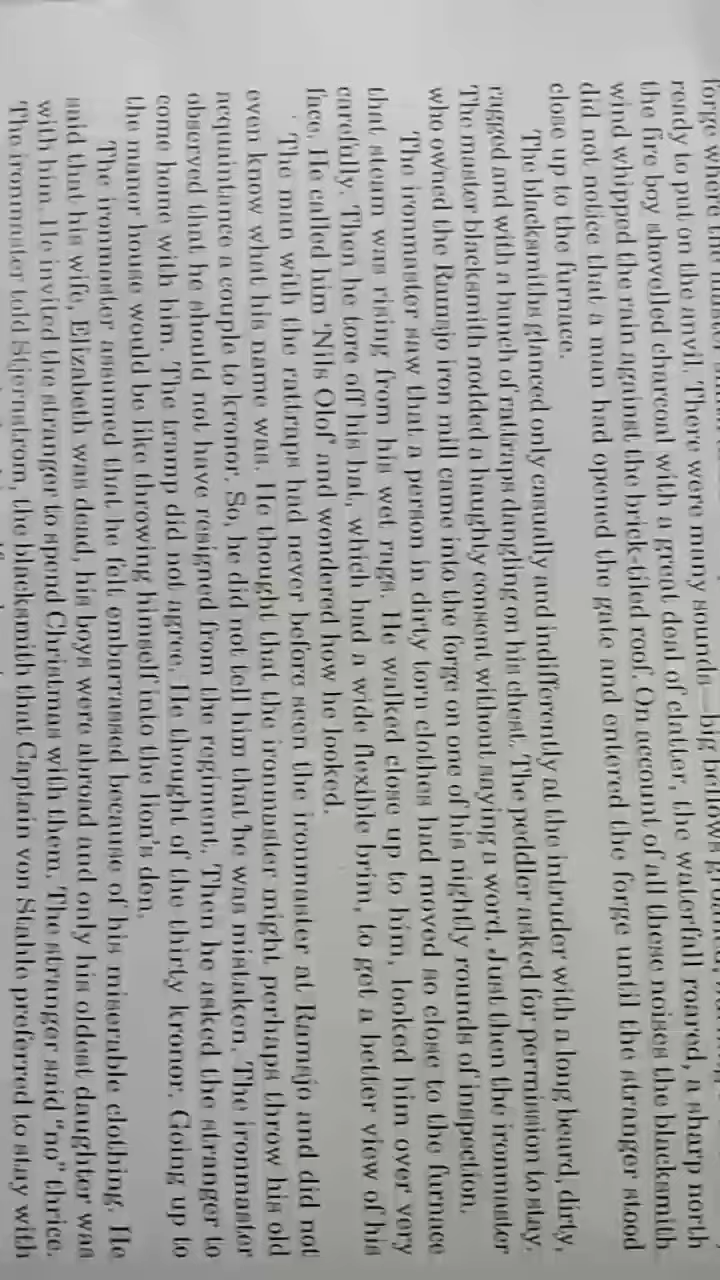 forge where the
ready to put on the anvil. There were many sounds—big bellows
the fire boy shovelled charcoal with a great deal of clatter, the waterfall roared, a sharp north
wind whipped the rain against the brick-tiled roof. On account of all these noises the blacksmith
did not notice that a man had opened the gate and entered the forge until the stranger stood
close up to the furnace.
The blacksmiths glanced only casually and indifferently at the intruder with a long beard, dirty,
ragged and with a bunch of rattraps dangling on his chest. The peddler asked for permission to stay.
The master blacksmith nodded a haughly consent without saying a word. Just then the ironmaster
who owned the Ramsjo iron mill came into the forge on one of his nightly rounds of inspection.
The ironmaster saw that a person in dirty torn clothes had moved so close to the furnace
that steam was rising from his wet rags. He walked close up to him, looked him over very
carefully. Then he tore off his hat, which had a wide flexible brim, to get a better view of his
face. He called him 'Nils Olof' and wondered how he looked.
The man with the rattraps had never before seen the ironmaster at Ramsjo and did not
even know what his name was. He thought that the ironmaster might perhaps throw his old
acquaintance a couple to kronor. So, he did not tell him that he was mistaken. The ironmaster
observed that he should not have resigned from the regiment. Then he asked the stranger to
come home with him. The tramp did not agree. He thought of the thirty kronor. Going up to
the manor house would be like throwing himself into the lion's den.
The ironmaster assumed that he felt embarrassed because of his miserable clothing. He
said that his wife, Elizabeth was dead, his boys were abroad and only his oldest daughter was
with him. He invited the stranger to spend Christmas with them. The stranger said "no" thrice.
The ironmaster told Stjernstrom, the blacksmith that Captain von Stahle preferred to stay with